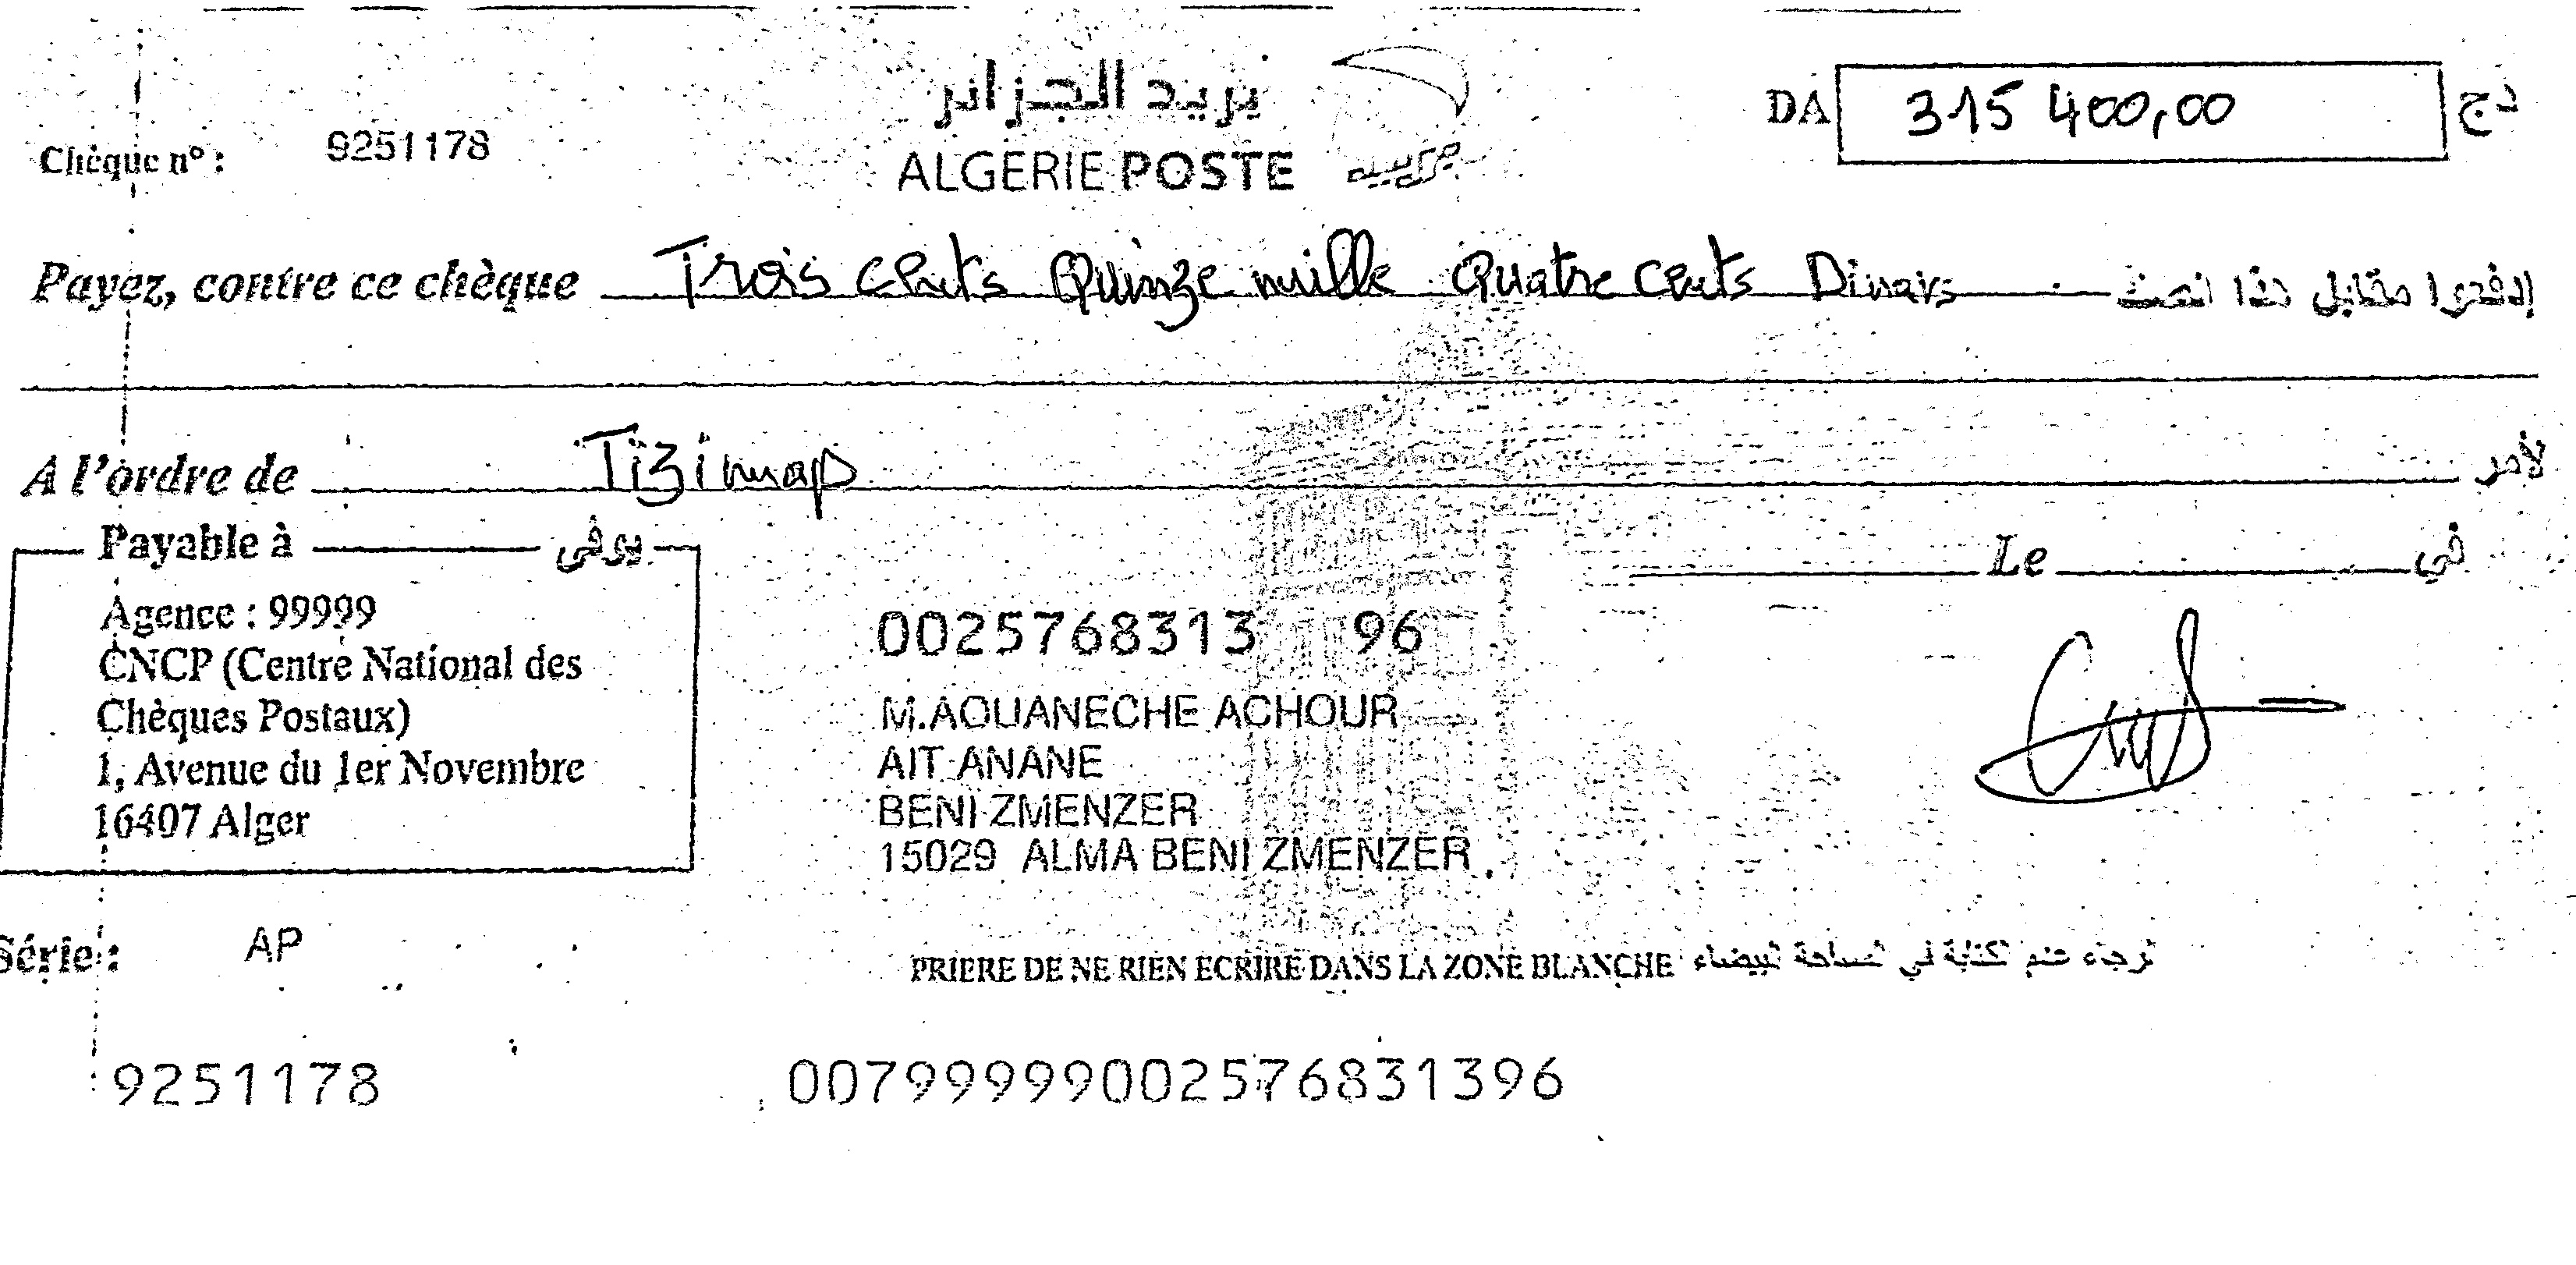 بريد الجزائر
ALGERIE POSTE
Chèque n° : 9251178
DA 315 400,00 دج
Payez, contre ce chèque Trois cents Quinze mille Quatre cents Dinars إدفعوا مقابل هذا الصك
A l'ordre de Tizi map لأمر
Payable à يوفى
Agence : 99999
CNCP (Centre National des
Chèques Postaux)
1, Avenue du 1er Novembre
16407 Alger
Le في
0025768313 96
M.AOUANECHE ACHOUR
AIT ANANE
BENI ZMENZER
15029 ALMA BENI ZMENZER
Série : AP
PRIERE DE NE RIEN ECRIRE DANS LA ZONE BLANCHE الرجاء عدم الكتابة في المساحة البيضاء
9251178 00799999002576831396